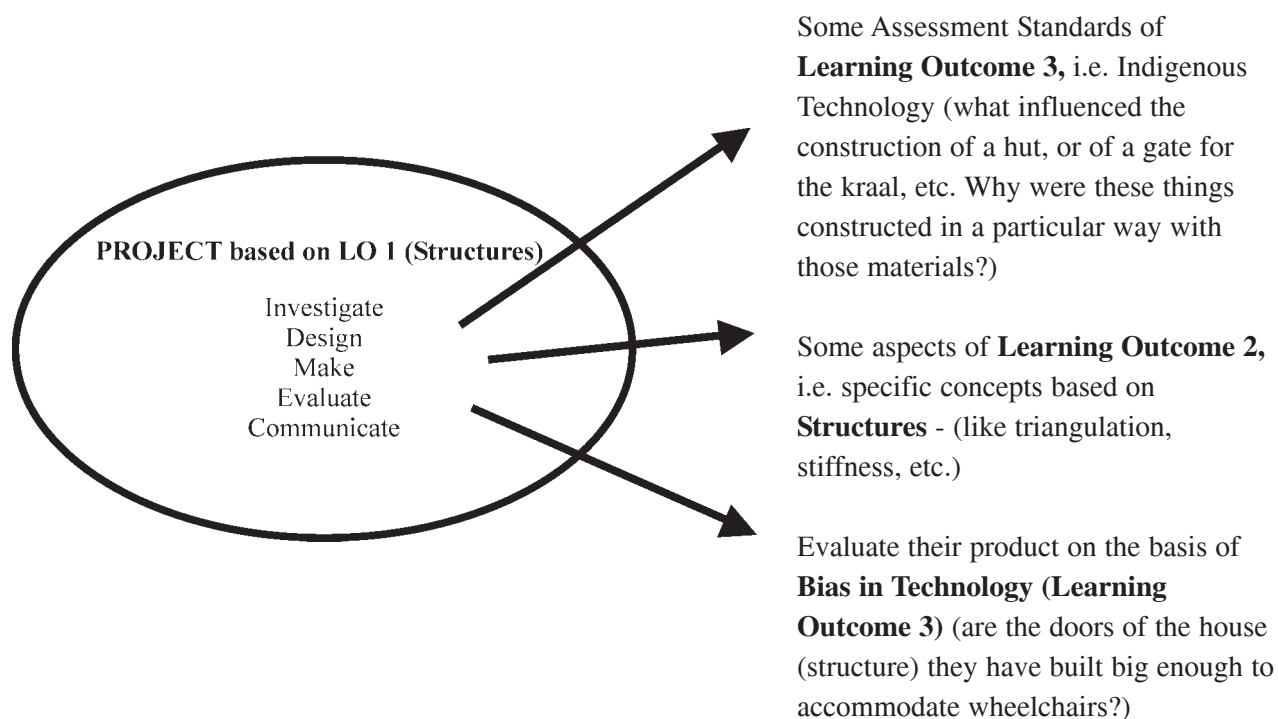 PROJECT based on LO 1 (Structures)
Investigate
Design
Make
Evaluate
Communicate
Some Assessment Standards of
Learning Outcome 3, i.e. Indigenous
Technology (what influenced the
construction of a hut, or of a gate for
the kraal, etc. Why were these things
constructed in a particular way with
those materials?)
Some aspects of Learning Outcome 2,
i.e. specific concepts based on
Structures - (like triangulation,
stiffness, etc.)
Evaluate their product on the basis of
Bias in Technology (Learning
Outcome 3) (are the doors of the house
(structure) they have built big enough to
accommodate wheelchairs?)